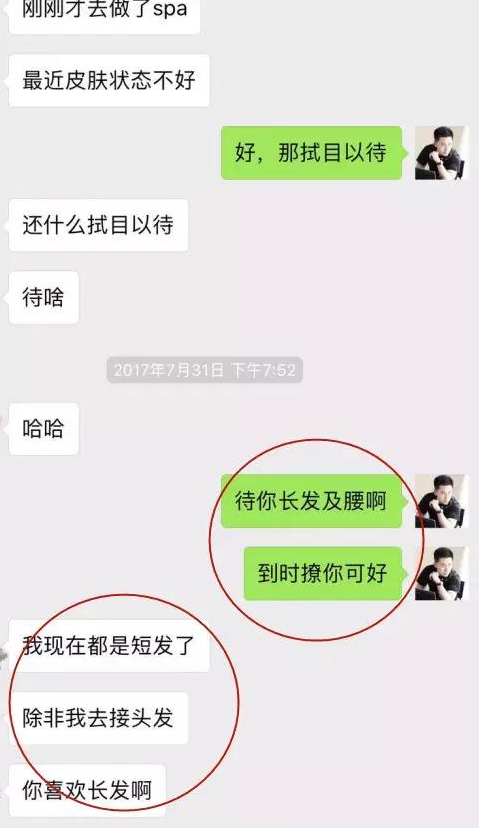 刚刚才去做了spa
最近皮肤状态不好
好，那拭目以待
还什么拭目以待
待啥
2017年7月31日 下午7:52
哈哈
待你长发及腰啊
到时撩你可好
我现在都是短发了
除非我去接头发
你喜欢长发啊